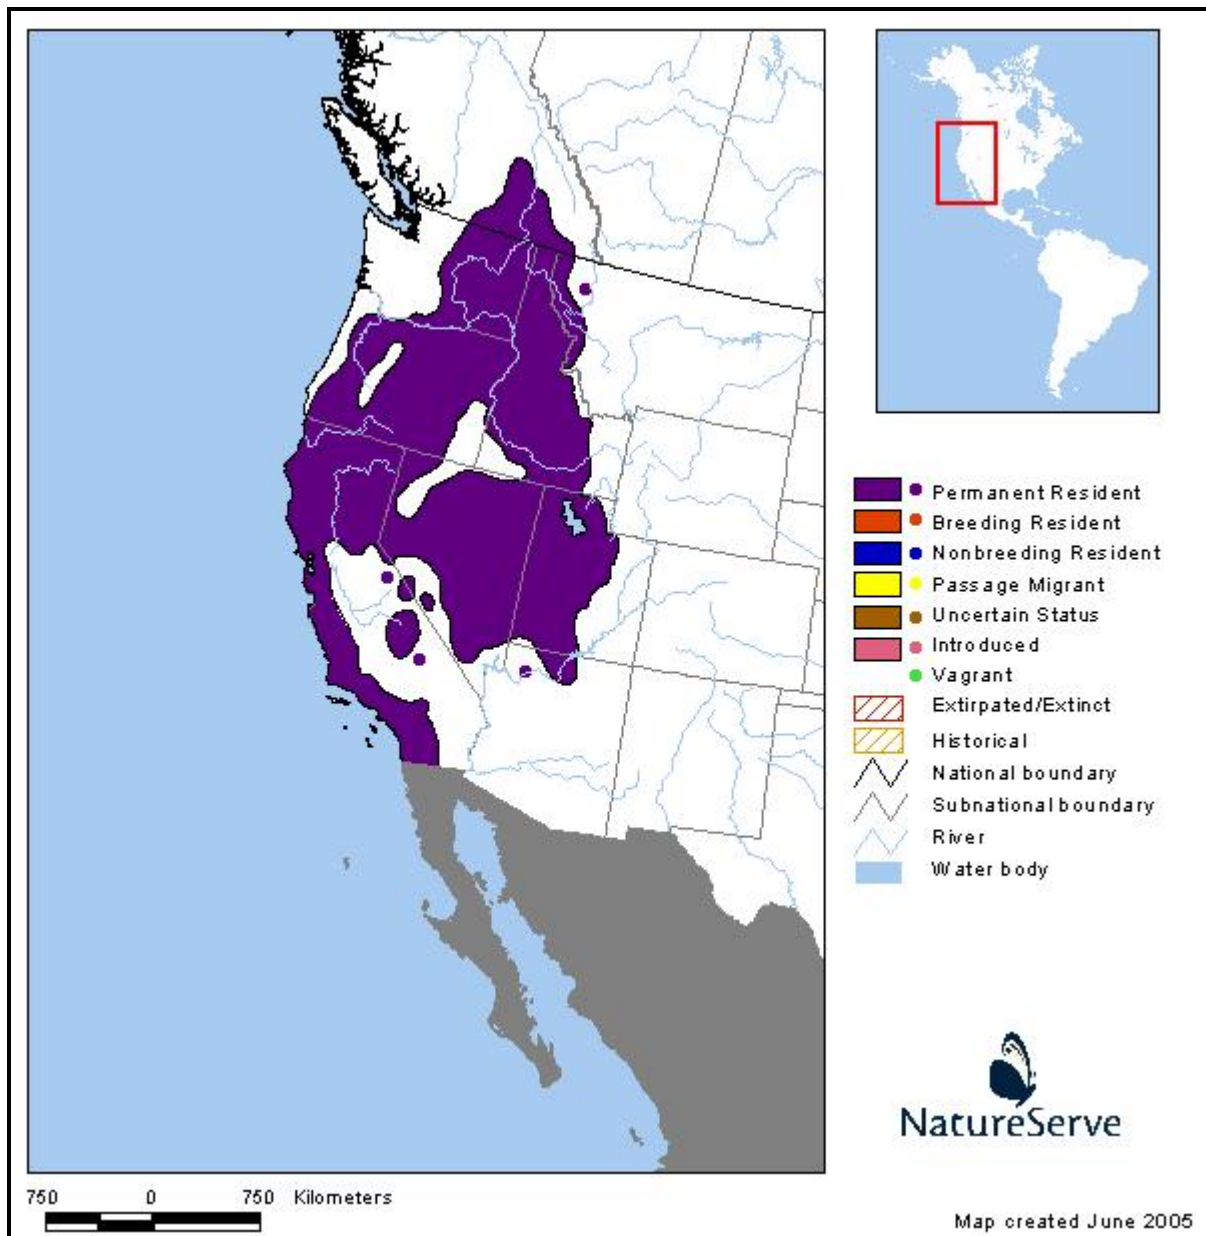 Permanent Resident
Breeding Resident
Nonbreeding Resident
Passage Migrant
Uncertain Status
Introduced
Vagrant
Extirpated/Extinct
Historical
National boundary
Subnational boundary
River
Water body
NatureServe
750 0 750 Kilometers
Map created June 2005